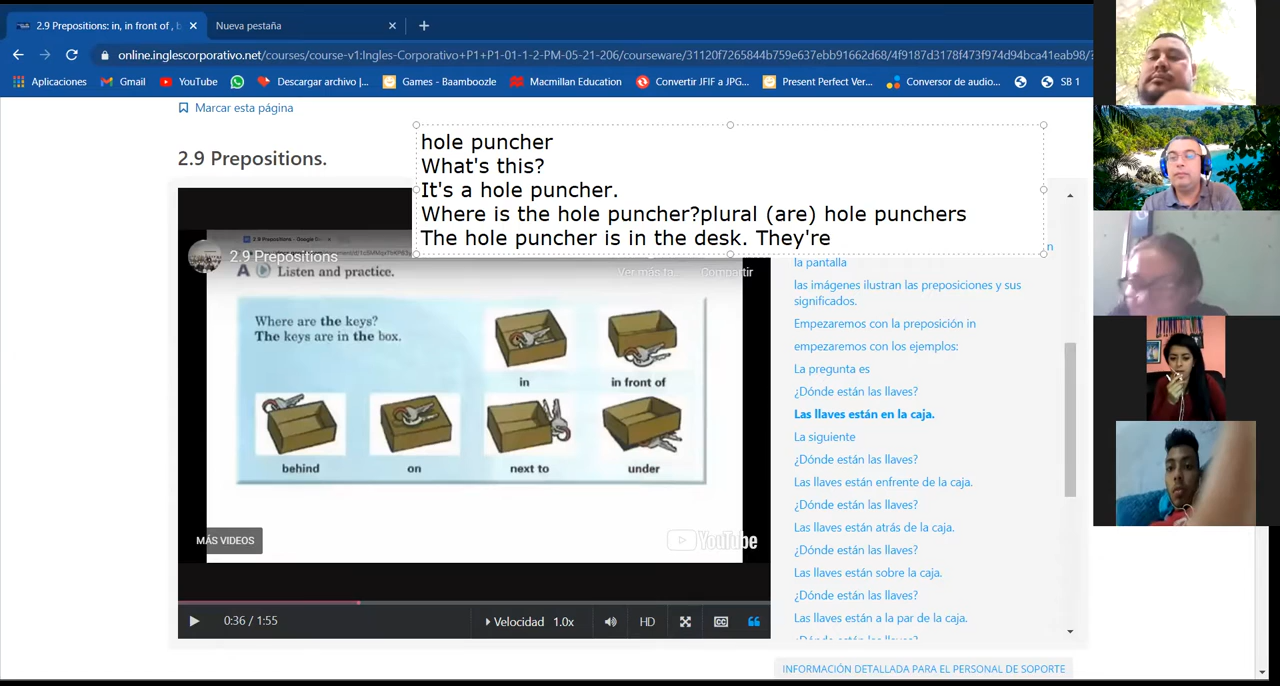 2.9 Prepositions: in, in front of , b
Nueva pestaña
online.inglescorporativo.net/courses/course-v1:Ingles-Corporativo+P1+P1-01-1-2-PM-05-21-206/courseware/31120f7265844b759e637ebb91662d68/4f9187d3178f473f974d94bca41eab98/?
Aplicaciones
Gmail
YouTube
Descargar archivo |...
Games - Baamboozle
Macmillan Education
Convertir JFIF a JPG...
Present Perfect Ver...
Conversor de audio...
SB 1
Marcar esta página
2.9 Prepositions.
hole puncher
What's this?
It's a hole puncher.
Where is the hole puncher?plural (are) hole punchers
The hole puncher is in the desk. They're
2.9 Prepositions
Ver más ta...
Compartir
A Listen and practice.
Where are the keys?
The keys are in the box.
in
in front of
behind
on
next to
under
MÁS VIDEOS
YouTube
0:36 / 1:55
Velocidad 1.0x
HD
CC
n
la pantalla
las imágenes ilustran las preposiciones y sus
significados.
Empezaremos con la preposición in
empezaremos con los ejemplos:
La pregunta es
¿Dónde están las llaves?
Las llaves están en la caja.
La siguiente
¿Dónde están las llaves?
Las llaves están enfrente de la caja.
¿Dónde están las llaves?
Las llaves están atrás de la caja.
¿Dónde están las llaves?
Las llaves están sobre la caja.
¿Dónde están las llaves?
Las llaves están a la par de la caja.
¿Dónde están las llaves?
INFORMACIÓN DETALLADA PARA EL PERSONAL DE SOPORTE